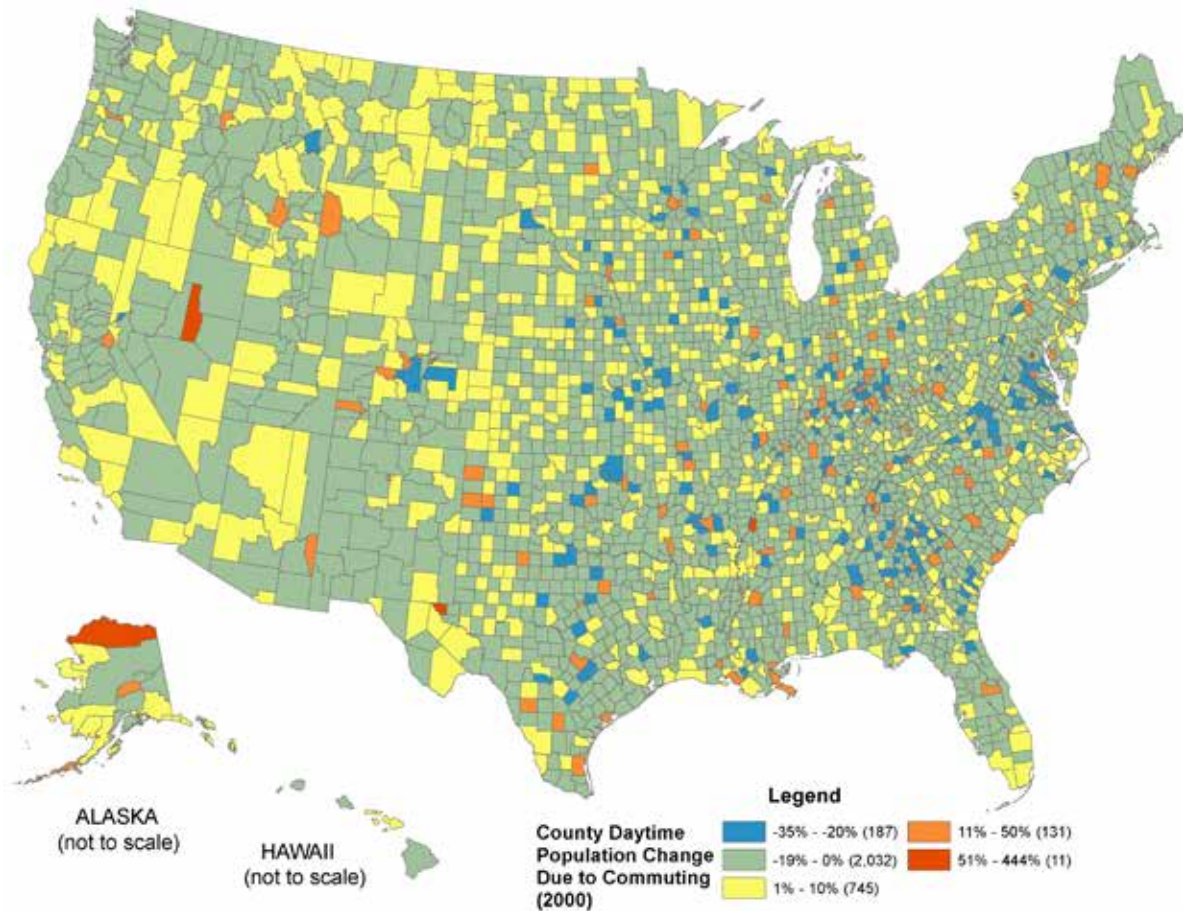 ALASKA
(not to scale)
HAWAII
(not to scale)
Legend
County Daytime
Population Change
Due to Commuting
(2000)
-35% - -20% (187)
-19% - 0% (2,032)
1% - 10% (745)
11% - 50% (131)
51% - 444% (11)